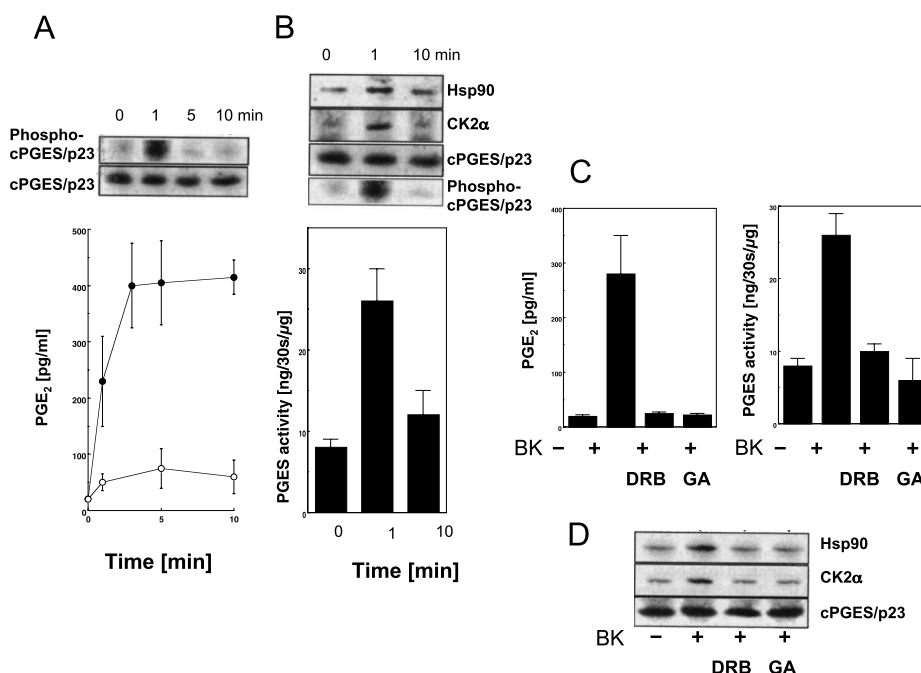 A
0 1 5 10 min
Phospho-
cPGES/p23
cPGES/p23
PGE2 [pg/ml]
500
400
300
200
100
0
0 5 10
Time [min]
B
0 1 10 min
Hsp90
CK2α
cPGES/p23
Phospho-
cPGES/p23
PGES activity [ng/30s/µg]
30
20
10
0
0 1 10
Time [min]
C
PGE2 [pg/ml]
400
300
200
100
0
BK − + + +
DRB GA
PGES activity [ng/30s/µg]
30
20
10
0
BK − + + +
DRB GA
D
Hsp90
CK2α
cPGES/p23
BK − + + +
DRB GA